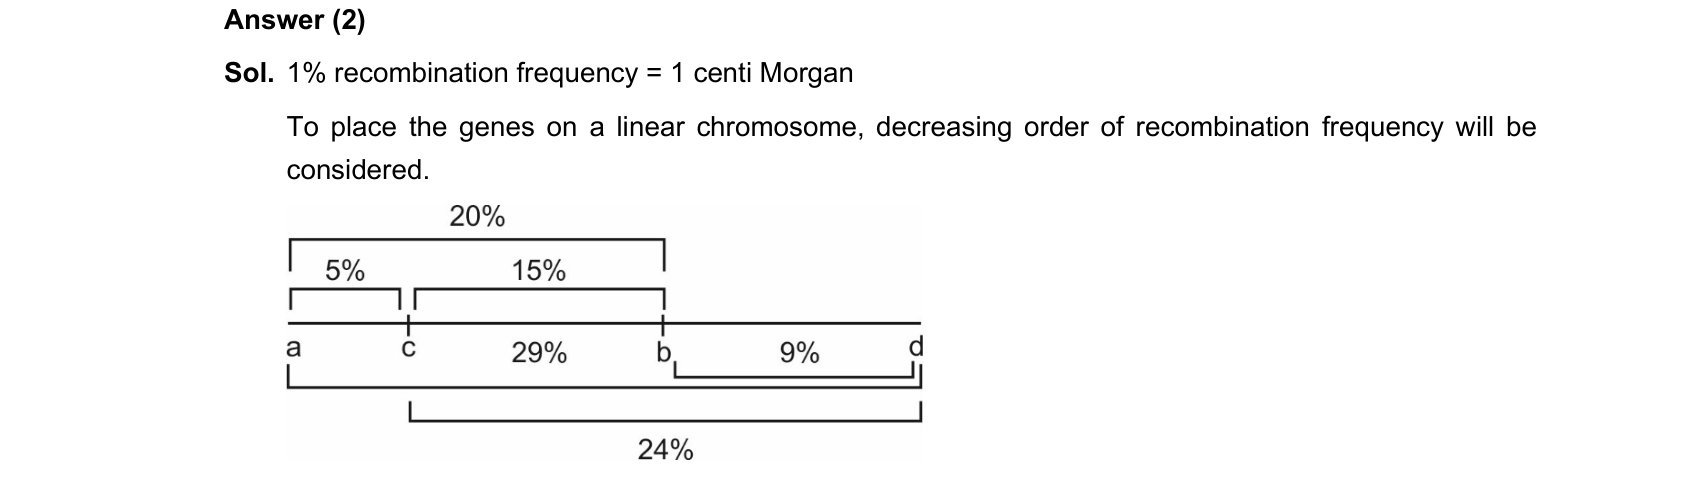 Answer (2)
Sol. 1% recombination frequency = 1 centi Morgan
To place the genes on a linear chromosome, decreasing order of recombination frequency will be
considered.
20%
5% 15%
a c 29% b 9% d
24%